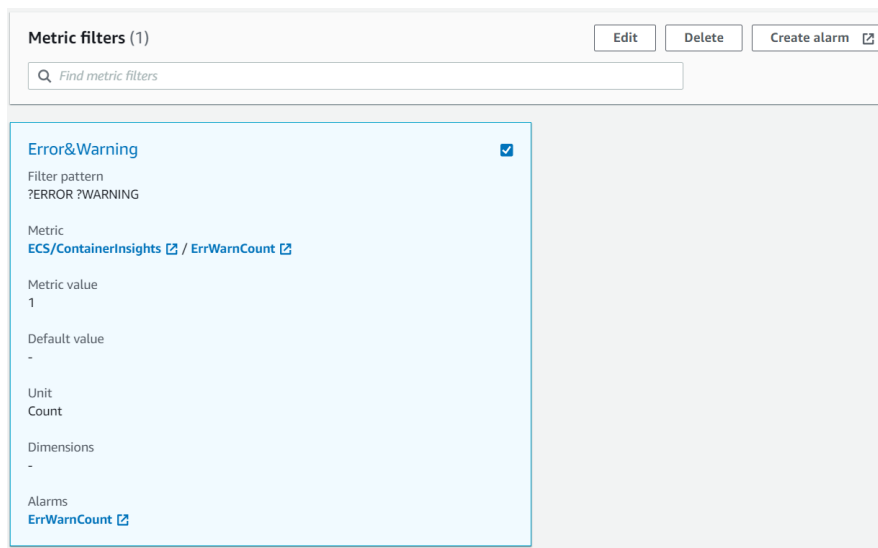 Metric filters (1)
Edit
Delete
Create alarm
Find metric filters
Error&Warning
Filter pattern
?ERROR ?WARNING
Metric
ECS/ContainerInsights / ErrWarnCount
Metric value
1
Default value
-
Unit
Count
Dimensions
-
Alarms
ErrWarnCount